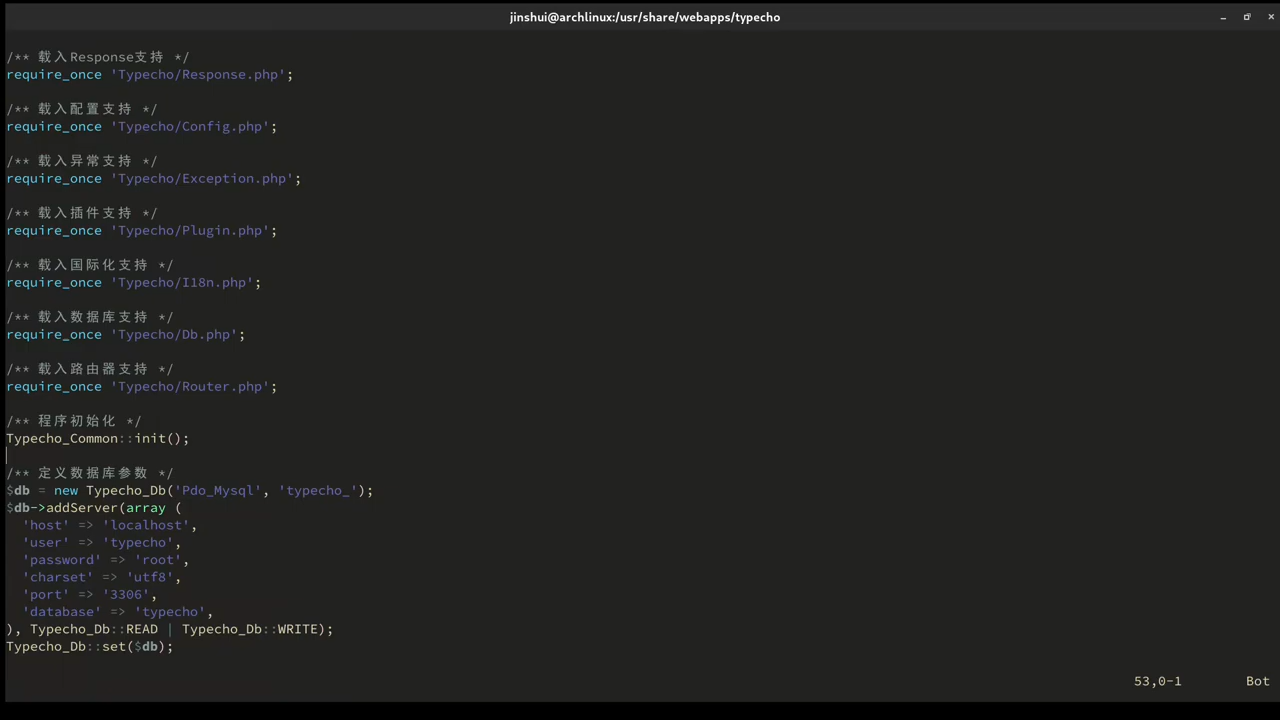 jinshui@archlinux:/usr/share/webapps/typecho
/** 载入Response支持 */
require_once 'Typecho/Response.php';
/** 载入配置支持 */
require_once 'Typecho/Config.php';
/** 载入异常支持 */
require_once 'Typecho/Exception.php';
/** 载入插件支持 */
require_once 'Typecho/Plugin.php';
/** 载入国际化支持 */
require_once 'Typecho/I18n.php';
/** 载入数据库支持 */
require_once 'Typecho/Db.php';
/** 载入路由器支持 */
require_once 'Typecho/Router.php';
/** 程序初始化 */
Typecho_Common::init();
/** 定义数据库参数 */
$db = new Typecho_Db('Pdo_Mysql', 'typecho_');
$db->addServer(array (
  'host' => 'localhost',
  'user' => 'typecho',
  'password' => 'root',
  'charset' => 'utf8',
  'port' => '3306',
  'database' => 'typecho',
), Typecho_Db::READ | Typecho_Db::WRITE);
Typecho_Db::set($db);
53,0-1 Bot